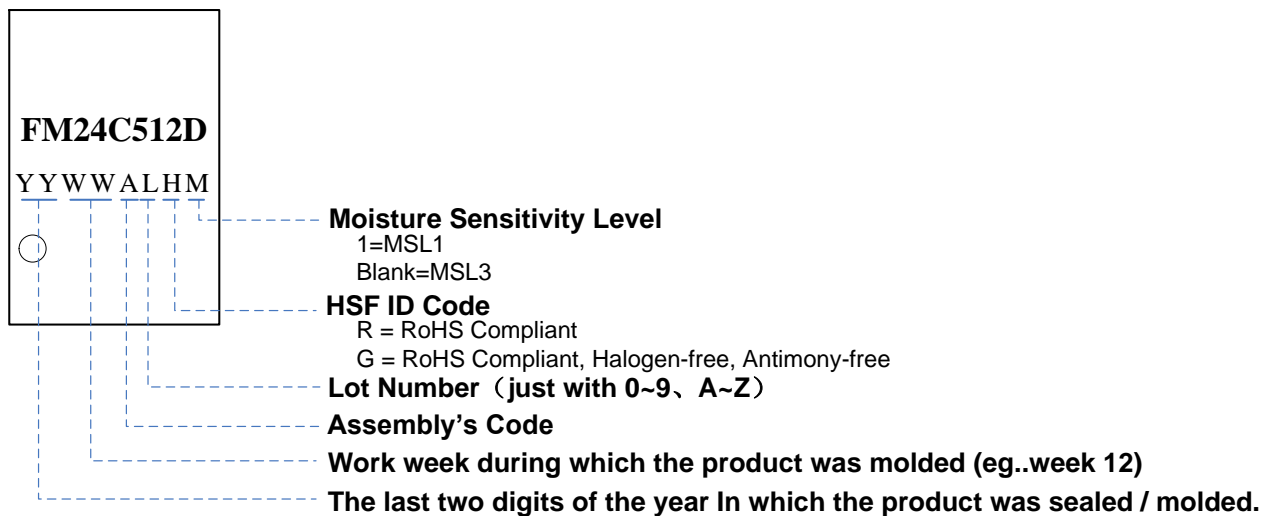 FM24C512D
YYWWALHM
Moisture Sensitivity Level
1=MSL1
Blank=MSL3
HSF ID Code
R = RoHS Compliant
G = RoHS Compliant, Halogen-free, Antimony-free
Lot Number（just with 0~9、A~Z）
Assembly’s Code
Work week during which the product was molded (eg..week 12)
The last two digits of the year In which the product was sealed / molded.